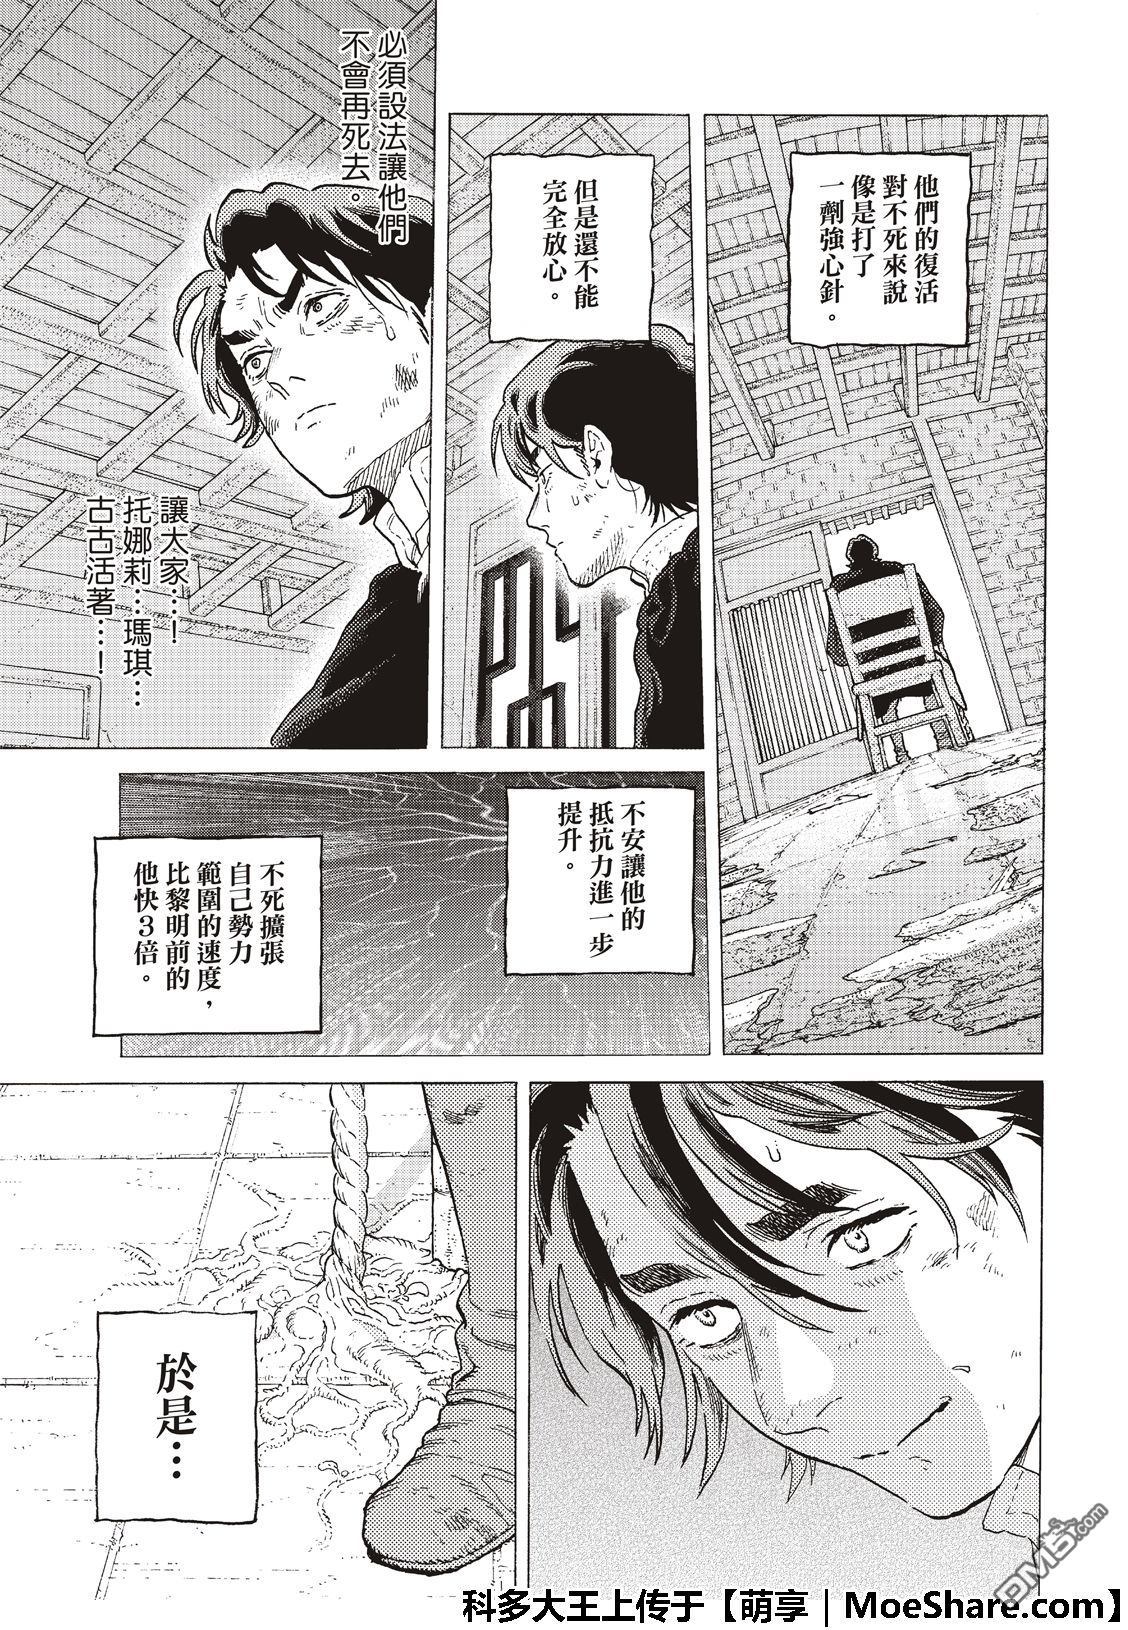 他們的復活
對不死來說
像是打了
一劑強心針。
但是還不能
完全放心。
必須設法讓他們
不會再死去。
讓大家…！
托娜莉…瑪琪…
古古活著…！
不安讓他的
抵抗力進一步
提升。
不死擴張
自己勢力
範圍的速度，
比黎明前的
他快3倍。
於是…
科多大王上传于【萌享｜MoeShare.com】
DM5.com